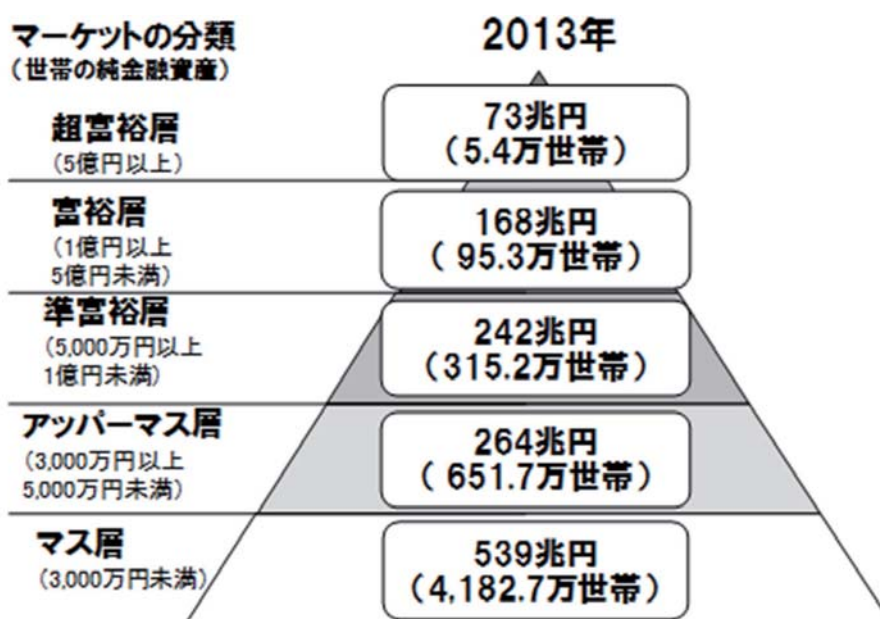 マーケットの分類
（世帯の純金融資産）
2013年
超富裕層
（5億円以上）
73兆円
（5.4万世帯）
富裕層
（1億円以上
5億円未満）
168兆円
（ 95.3万世帯）
準富裕層
（5,000万円以上
1億円未満）
242兆円
（315.2万世帯）
アッパーマス層
（3,000万円以上
5,000万円未満）
264兆円
（ 651.7万世帯）
マス層
（3,000万円未満）
539兆円
（4,182.7万世帯）